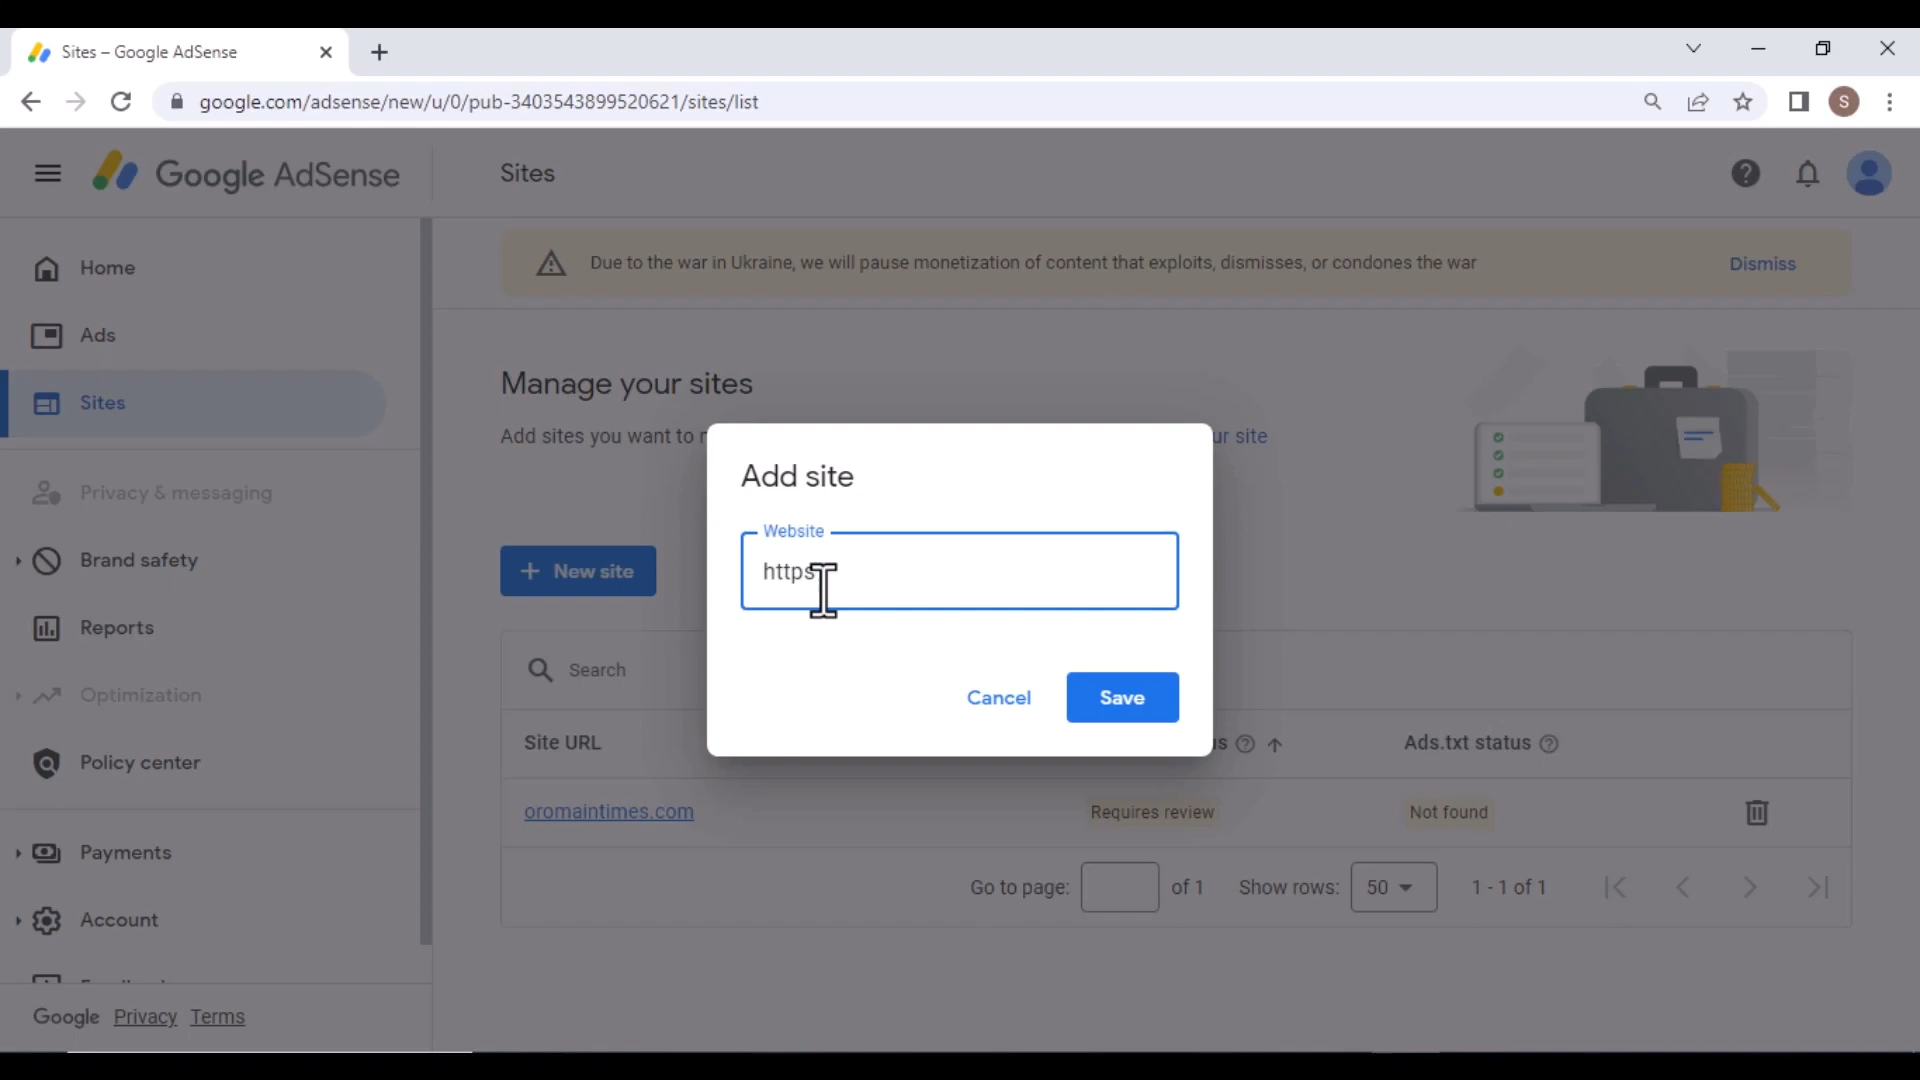 Sites – Google AdSense
google.com/adsense/new/u/0/pub-3403543899520621/sites/list
S
Google AdSense
Sites
Home
Ads
Sites
Privacy & messaging
Brand safety
Reports
Optimization
Policy center
Payments
Account
Google Privacy Terms
Due to the war in Ukraine, we will pause monetization of content that exploits, dismisses, or condones the war
Dismiss
Manage your sites
Add sites you want to
ur site
+ New site
Add site
Website
https
Cancel
Save
Search
Site URL
Ads.txt status
oromaintimes.com
Requires review
Not found
Go to page:
of 1
Show rows:
50
1 - 1 of 1